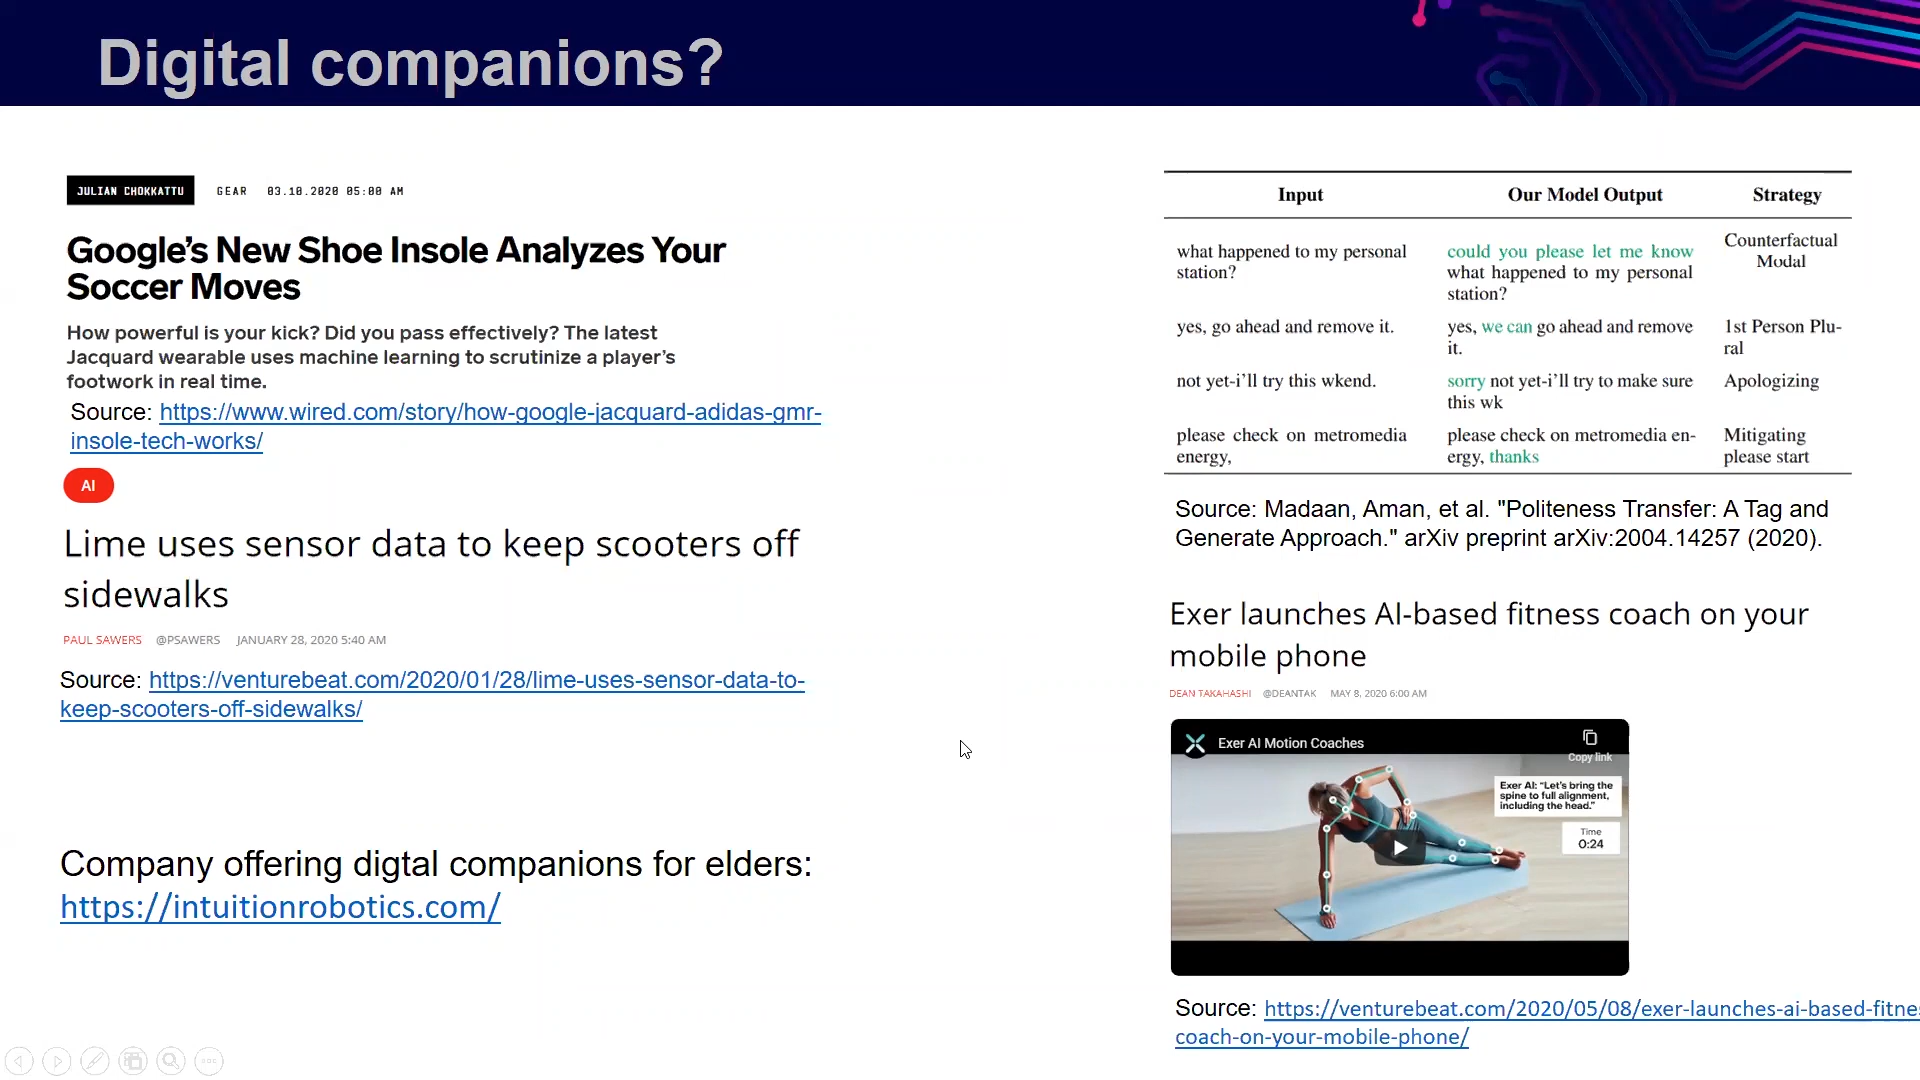 Digital companions?
JULIAN CHOKKATTU GEAR 03.10.2020 05:00 AM
Google's New Shoe Insole Analyzes Your
Soccer Moves
How powerful is your kick? Did you pass effectively? The latest
Jacquard wearable uses machine learning to scrutinize a player's
footwork in real time.
Source: https://www.wired.com/story/how-google-jacquard-adidas-gmr-
insole-tech-works/
AI
Lime uses sensor data to keep scooters off
sidewalks
PAUL SAWERS @PSAWERS JANUARY 28, 2020 5:40 AM
Source: https://venturebeat.com/2020/01/28/lime-uses-sensor-data-to-
keep-scooters-off-sidewalks/
Company offering digtal companions for elders:
https://intuitionrobotics.com/
Input Our Model Output Strategy
what happened to my personal
station?
could you please let me know
what happened to my personal
station?
Counterfactual
Modal
yes, go ahead and remove it.
yes, we can go ahead and remove
it.
1st Person Plu-
ral
not yet-i'll try this wkend.
sorry not yet-i'll try to make sure
this wk
Apologizing
please check on metromedia
energy,
please check on metromedia en-
ergy, thanks
Mitigating
please start
Source: Madaan, Aman, et al. "Politeness Transfer: A Tag and
Generate Approach." arXiv preprint arXiv:2004.14257 (2020).
Exer launches AI-based fitness coach on your
mobile phone
DEAN TAKAHASHI @DEANTAK MAY 8, 2020 6:00 AM
Exer AI Motion Coaches
Copy link
Exer AI: "Let's bring the
spine to full alignment,
including the head."
Time
0:24
Source: https://venturebeat.com/2020/05/08/exer-launches-ai-based-fitne
coach-on-your-mobile-phone/